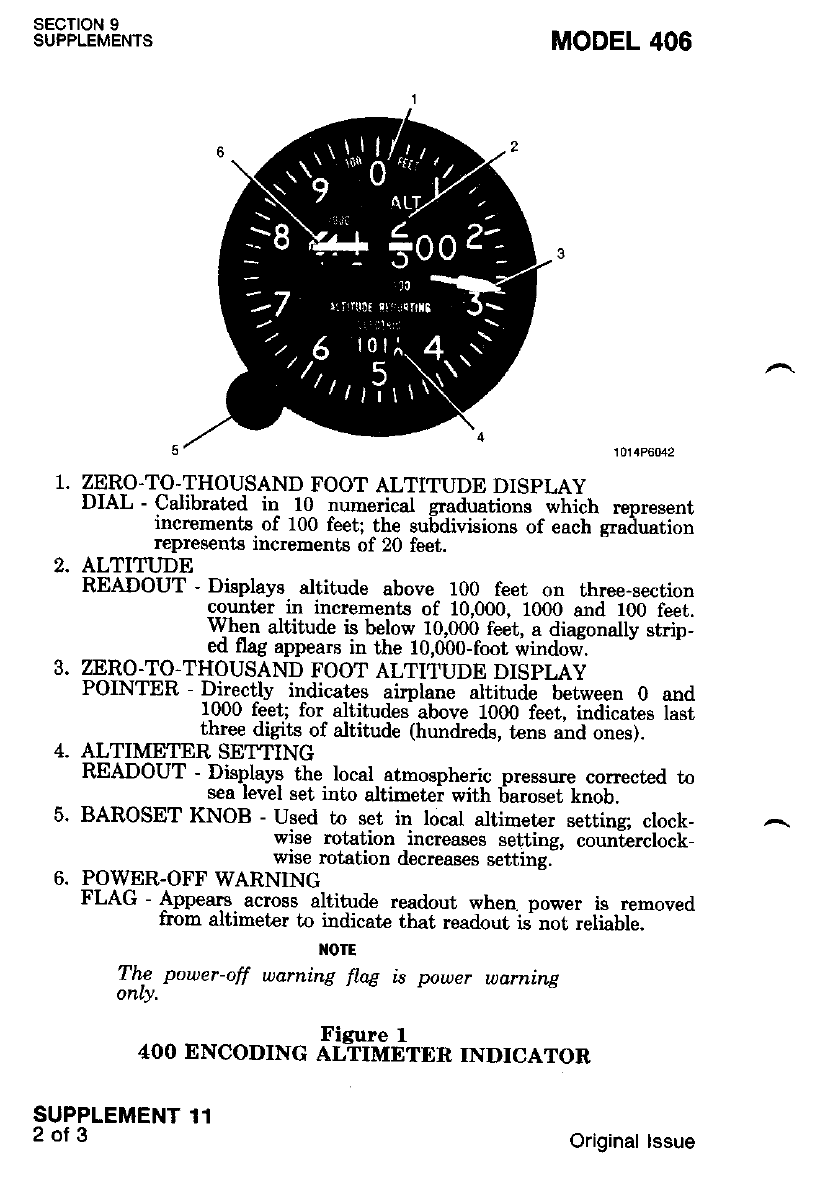 SECTION 9
SUPPLEMENTS
MODEL 406
1
6
2
100 FEET
0
9
1
ALT
1000
2
8
3 00
2
3
00
7
ALTITUDE REPORTING
3
6
101
4
5
5
4
1014P6042
1. ZERO-TO-THOUSAND FOOT ALTITUDE DISPLAY
DIAL - Calibrated in 10 numerical graduations which represent
increments of 100 feet; the subdivisions of each graduation
represents increments of 20 feet.
2. ALTITUDE
READOUT - Displays altitude above 100 feet on three-section
counter in increments of 10,000, 1000 and 100 feet.
When altitude is below 10,000 feet, a diagonally strip-
ed flag appears in the 10,000-foot window.
3. ZERO-TO-THOUSAND FOOT ALTITUDE DISPLAY
POINTER - Directly indicates airplane altitude between 0 and
1000 feet; for altitudes above 1000 feet, indicates last
three digits of altitude (hundreds, tens and ones).
4. ALTIMETER SETTING
READOUT - Displays the local atmospheric pressure corrected to
sea level set into altimeter with baroset knob.
5. BAROSET KNOB - Used to set in local altimeter setting; clock-
wise rotation increases setting, counterclock-
wise rotation decreases setting.
6. POWER-OFF WARNING
FLAG - Appears across altitude readout when power is removed
from altimeter to indicate that readout is not reliable.
NOTE
The power-off warning flag is power warning
only.
Figure 1
400 ENCODING ALTIMETER INDICATOR
SUPPLEMENT 11
2 of 3
Original Issue